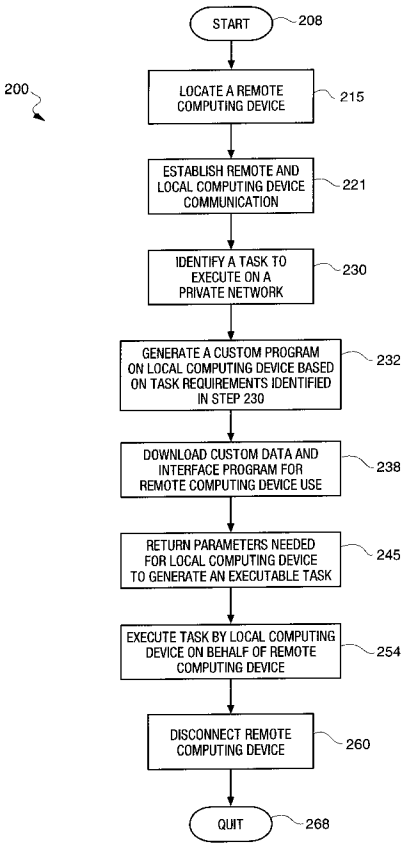 START
208
200
LOCATE A REMOTE
COMPUTING DEVICE
215
ESTABLISH REMOTE AND
LOCAL COMPUTING DEVICE
COMMUNICATION
221
IDENTIFY A TASK TO
EXECUTE ON A
PRIVATE NETWORK
230
GENERATE A CUSTOM PROGRAM
ON LOCAL COMPUTING DEVICE BASED
ON TASK REQUIREMENTS IDENTIFIED
IN STEP 230
232
DOWNLOAD CUSTOM DATA AND
INTERFACE PROGRAM FOR
REMOTE COMPUTING DEVICE USE
238
RETURN PARAMETERS NEEDED
FOR LOCAL COMPUTING DEVICE
TO GENERATE AN EXECUTABLE TASK
245
EXECUTE TASK BY LOCAL COMPUTING
DEVICE ON BEHALF OF REMOTE
COMPUTING DEVICE
254
DISCONNECT REMOTE
COMPUTING DEVICE
260
QUIT
268